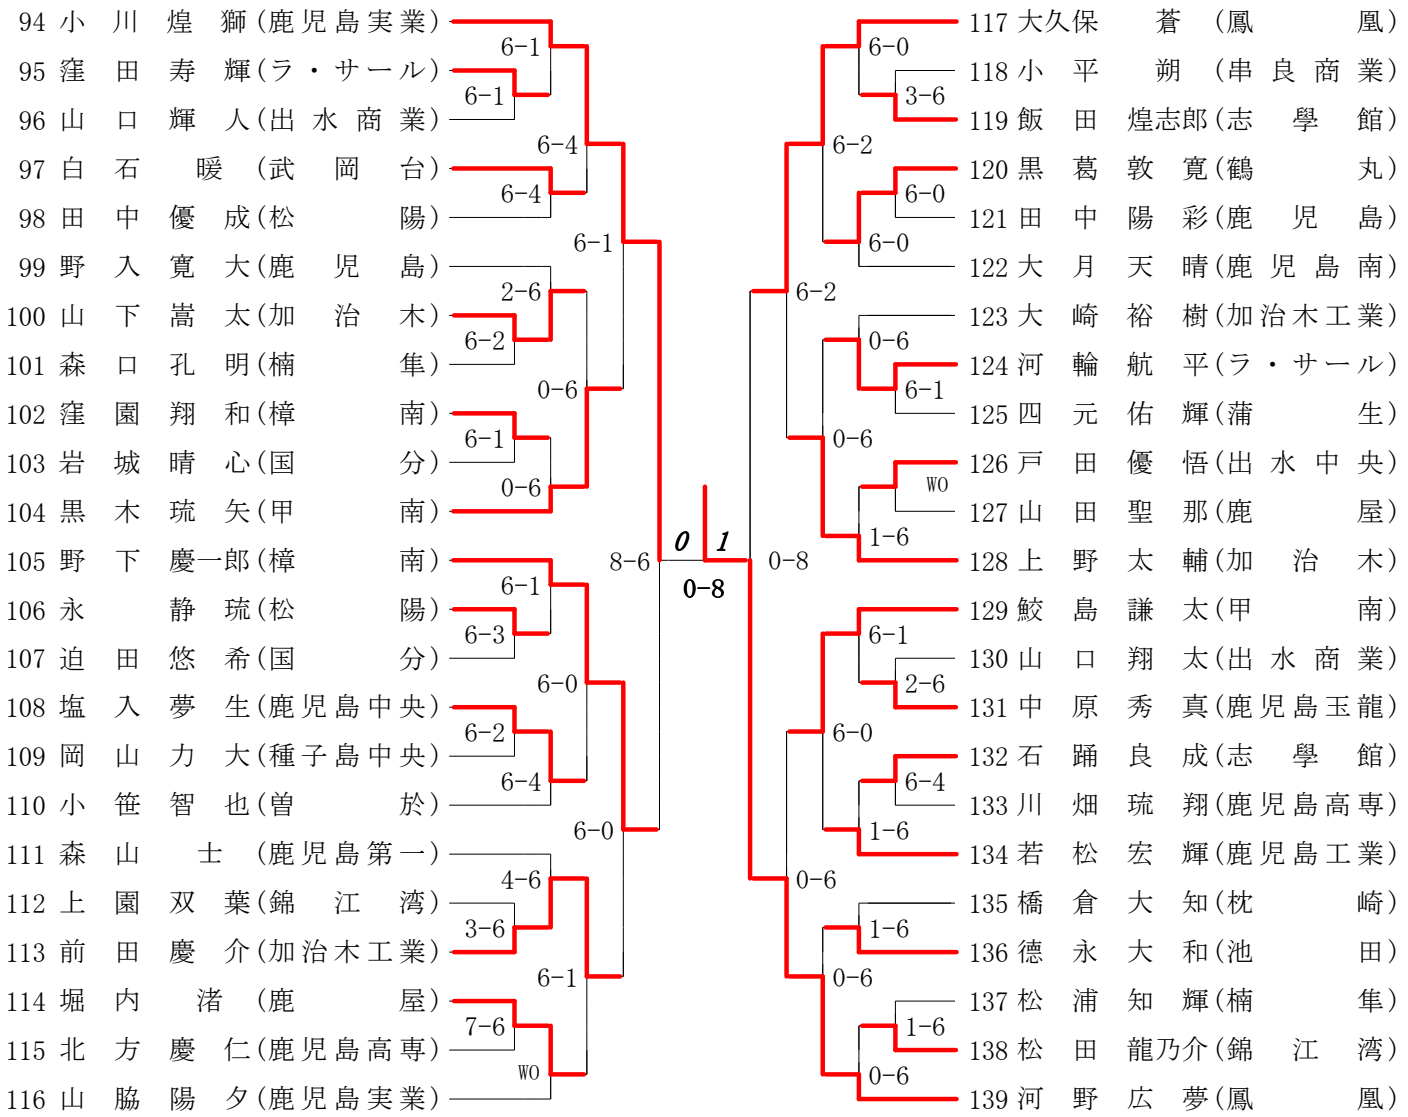 94 小川煌獅(鹿児島実業)
95 窪田寿輝(ラ・サール)
96 山口輝人(出水商業)
97 白石暖(武岡台)
98 田中優成(松陽)
99 野入寛大(鹿児島)
100 山下嵩太(加治木)
101 森口孔明(楠隼)
102 窪園翔和(樟南)
103 岩城晴心(国分)
104 黒木琉矢(甲南)
105 野下慶一郎(樟南)
106 永静琉(松陽)
107 迫田悠希(国分)
108 塩入夢生(鹿児島中央)
109 岡山力大(種子島中央)
110 小笹智也(曽於)
111 森山士(鹿児島第一)
112 上園双葉(錦江湾)
113 前田慶介(加治木工業)
114 堀内渚(鹿屋)
115 北方慶仁(鹿児島高専)
116 山脇陽夕(鹿児島実業)
6-1
6-1
6-4
6-4
6-1
2-6
6-2
0-6
6-1
0-6
8-6
6-1
6-3
6-0
6-2
6-4
6-0
4-6
3-6
6-1
7-6
WO
0 1
0-8
6-0
3-6
6-2
6-0
6-0
6-2
0-6
6-1
0-6
WO
1-6
0-8
6-1
2-6
6-0
6-4
1-6
0-6
1-6
0-6
1-6
0-6
117 大久保蒼(鳳凰)
118 小平朔(串良商業)
119 飯田煌志郎(志學館)
120 黒葛敦寛(鶴丸)
121 田中陽彩(鹿児島)
122 大月天晴(鹿児島南)
123 大崎裕樹(加治木工業)
124 河輪航平(ラ・サール)
125 四元佑輝(蒲生)
126 戸田優悟(出水中央)
127 山田聖那(鹿屋)
128 上野太輔(加治木)
129 鮫島謙太(甲南)
130 山口翔太(出水商業)
131 中原秀真(鹿児島玉龍)
132 石踊良成(志學館)
133 川畑琉翔(鹿児島高専)
134 若松宏輝(鹿児島工業)
135 橋倉大知(枕崎)
136 德永大和(池田)
137 松浦知輝(楠隼)
138 松田龍乃介(錦江湾)
139 河野広夢(鳳凰)